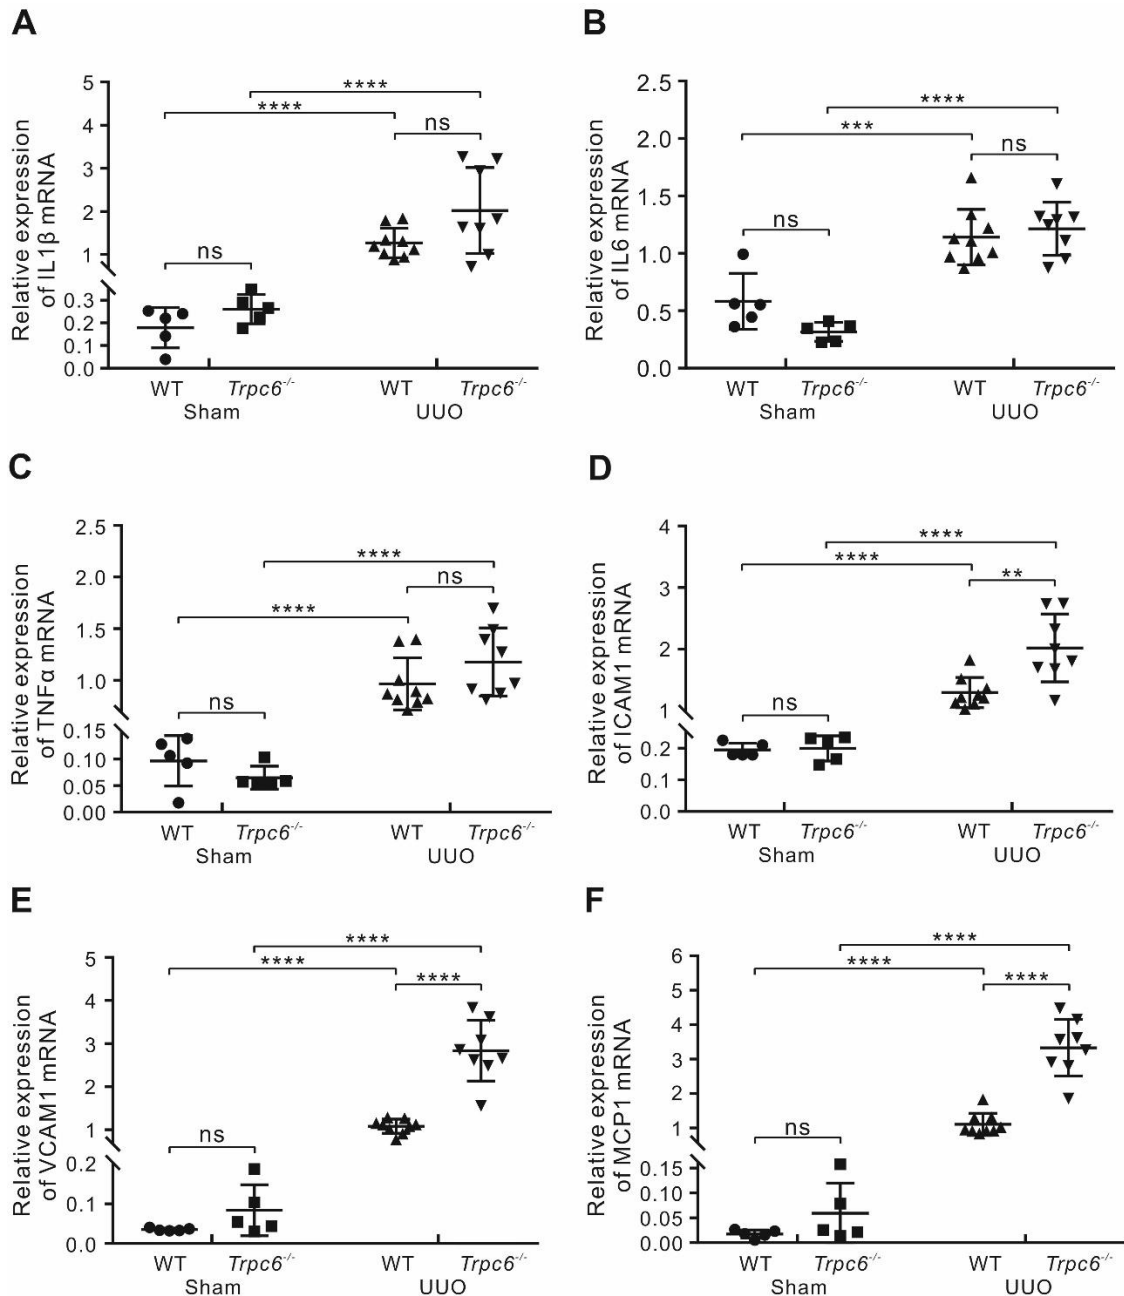 A
Relative expression
of IL1β mRNA
5
4
3
2
1
0.3
0.2
0.1
0.0
****
****
ns
ns
WT
Trpc6-/-
WT
Trpc6-/-
Sham
UUO
B
Relative expression
of IL6 mRNA
2.5
2.0
1.5
1.0
0.5
0.0
****
***
ns
ns
WT
Trpc6-/-
WT
Trpc6-/-
Sham
UUO
C
Relative expression
of TNFα mRNA
2.5
2.0
1.5
1.0
0.15
0.10
0.05
0.00
****
ns
****
ns
WT
Trpc6-/-
WT
Trpc6-/-
Sham
UUO
D
Relative expression
of ICAM1 mRNA
4
3
2
1
0.2
0.1
0.0
****
****
**
ns
WT
Trpc6-/-
WT
Trpc6-/-
Sham
UUO
E
Relative expression
of VCAM1 mRNA
5
4
3
2
1
0.2
0.1
0.0
****
****
****
ns
WT
Trpc6-/-
WT
Trpc6-/-
Sham
UUO
F
Relative expression
of MCP1 mRNA
6
5
4
3
2
1
0.15
0.10
0.05
0.00
****
****
****
ns
WT
Trpc6-/-
WT
Trpc6-/-
Sham
UUO